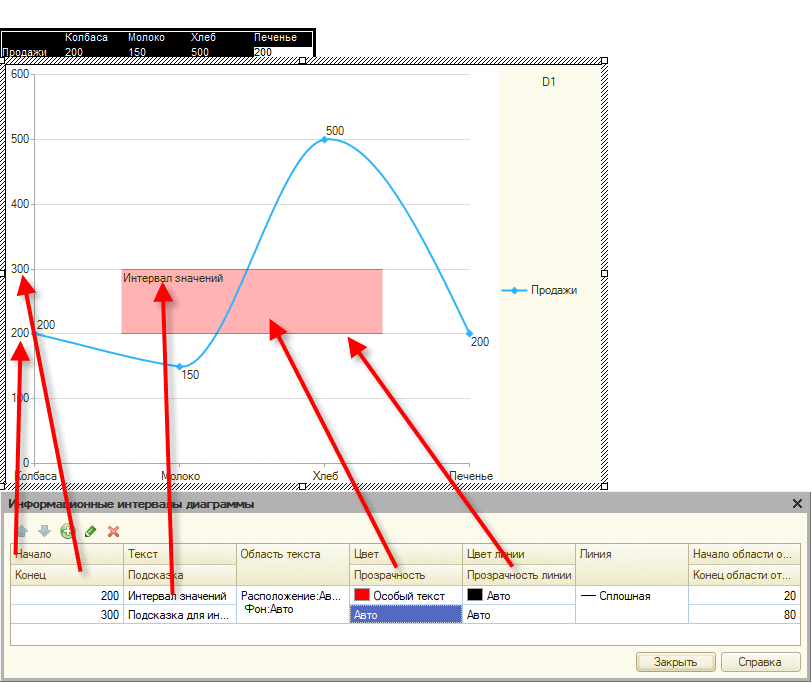 Колбаса Молоко Хлеб Печенье
Продажи 200 150 500 200
600
D1
500
500
400
300
Интервал значений
Продажи
200
200
200
150
100
0
Колбаса Молоко Хлеб Печенье
Информационные интервалы диаграммы
Начало Текст Область текста Цвет Цвет линии Линия Начало области о...
Конец Подсказка Прозрачность Прозрачность линии Конец области от...
200 Интервал значений Расположение:Ав... Особый текст Авто Сплошная 20
300 Подсказка для ин... Фон:Авто Авто Авто 80
Закрыть Справка